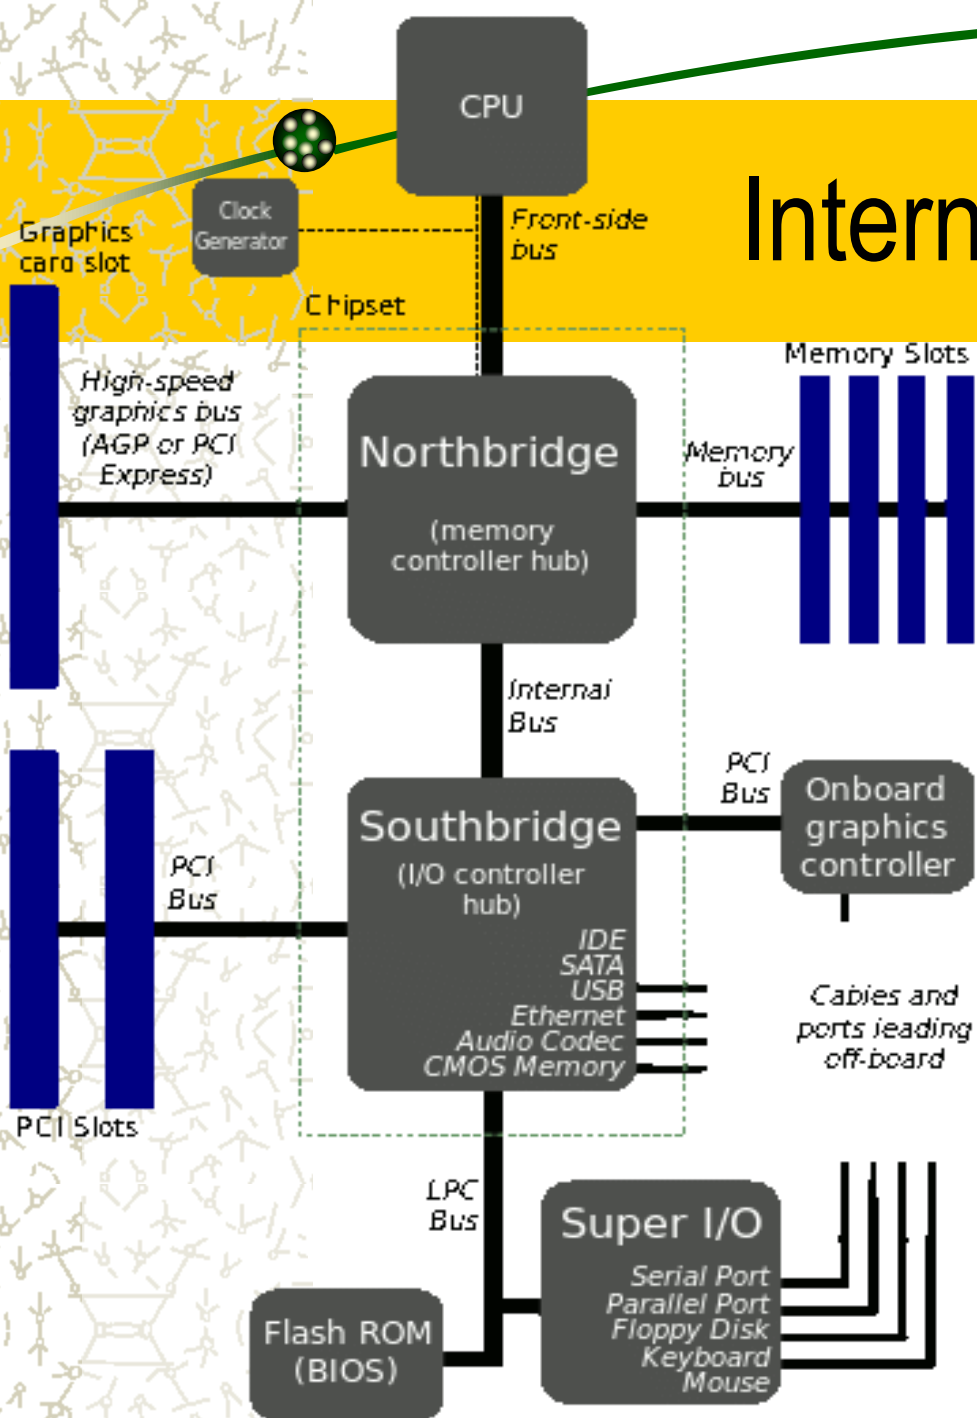 CPU
Clock
Generator
Front-side
bus
Intern
Graphics
card slot
Chipset
Memory Slots
High-speed
graphics bus
(AGP or PCI
Express)
Northbridge
(memory
controller hub)
Memory
bus
Internal
Bus
PCI
Bus
Onboard
graphics
controller
Southbridge
(I/O controller
hub)
PCI
Bus
IDE
SATA
USB
Ethernet
Audio Codec
CMOS Memory
Cables and
ports leading
off-board
PCI Slots
LPC
Bus
Super I/O
Serial Port
Parallel Port
Floppy Disk
Keyboard
Mouse
Flash ROM
(BIOS)